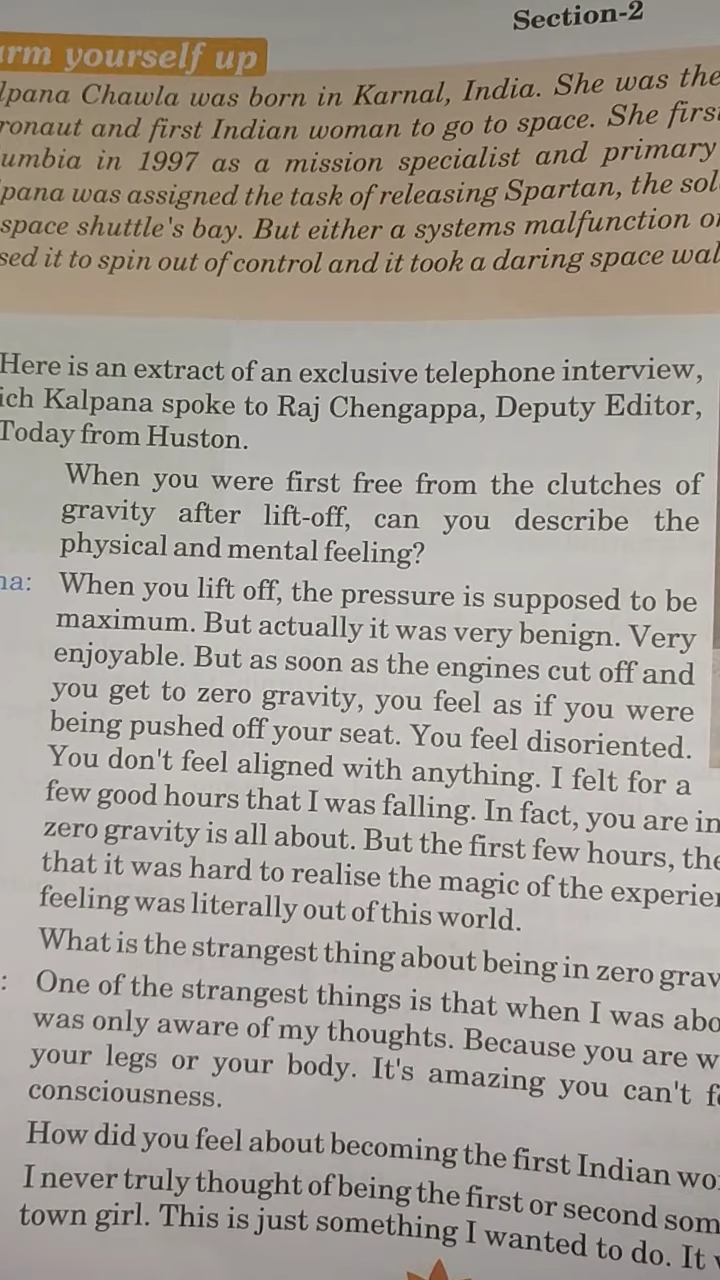 Section-2
arm yourself up
lpana Chawla was born in Karnal, India. She was the
ronaut and first Indian woman to go to space. She firs
umbia in 1997 as a mission specialist and primary
pana was assigned the task of releasing Spartan, the sol
space shuttle's bay. But either a systems malfunction o
sed it to spin out of control and it took a daring space wal
Here is an extract of an exclusive telephone interview,
ich Kalpana spoke to Raj Chengappa, Deputy Editor,
Today from Huston.
When you were first free from the clutches of
gravity after lift-off, can you describe the
physical and mental feeling?
na: When you lift off, the pressure is supposed to be
maximum. But actually it was very benign. Very
enjoyable. But as soon as the engines cut off and
you get to zero gravity, you feel as if you were
being pushed off your seat. You feel disoriented.
You don't feel aligned with anything. I felt for a
few good hours that I was falling. In fact, you are in
zero gravity is all about. But the first few hours, the
that it was hard to realise the magic of the experie
feeling was literally out of this world.
What is the strangest thing about being in zero grav
: One of the strangest things is that when I was abo
was only aware of my thoughts. Because you are w
your legs or your body. It's amazing you can't f
consciousness.
How did you feel about becoming the first Indian wo
I never truly thought of being the first or second som
town girl. This is just something I wanted to do. It